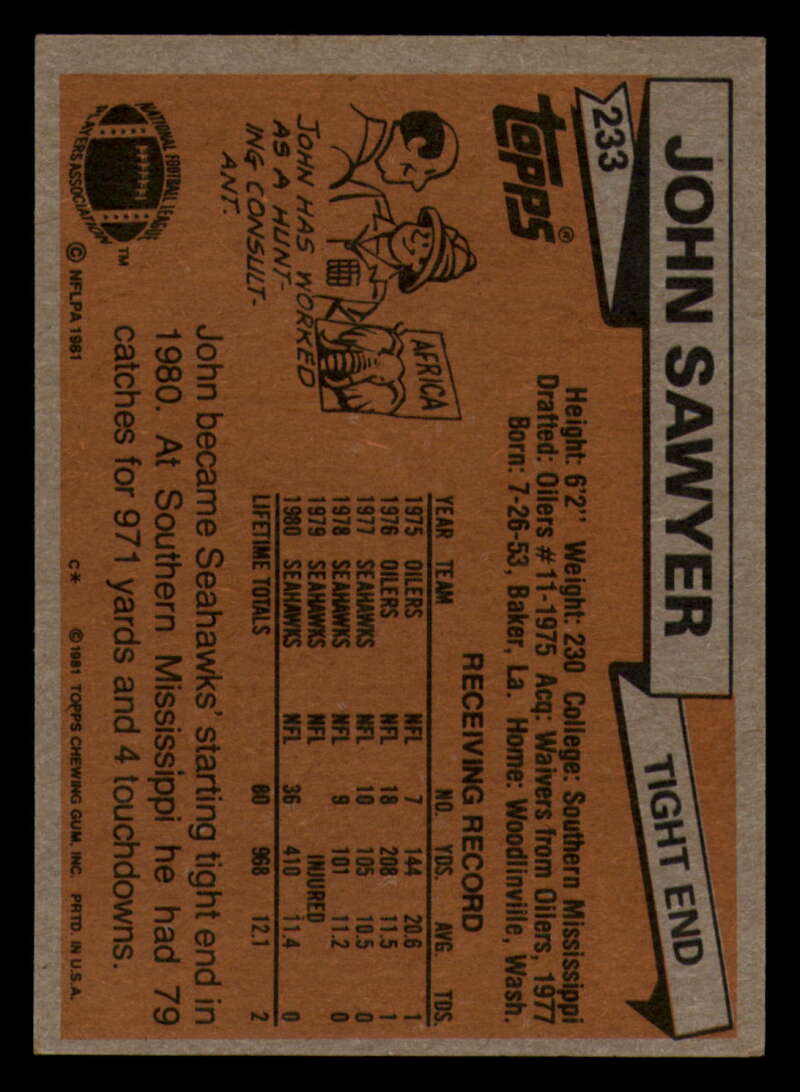 JOHN SAWYER
TIGHT END
233
topps®
Height: 6'2" Weight: 230 College: Southern Mississippi
Drafted: Oilers #11-1975 Acq: Waivers from Oilers, 1977
Born: 7-26-53, Baker, La. Home: Woodlinville, Wash.
RECEIVING RECORD
YEAR TEAM NO. YDS. AVG. TDS.
1975 OILERS NFL 7 144 20.6 1
1976 OILERS NFL 18 208 11.5 1
1977 SEAHAWKS NFL 10 105 10.5 0
1978 SEAHAWKS NFL 9 101 11.2 0
1979 SEAHAWKS NFL INJURED
1980 SEAHAWKS NFL 36 410 11.4 0
LIFETIME TOTALS 80 968 12.1 2
AFRICA
JOHN HAS WORKED
AS A HUNT-
ING CONSULT-
ANT.
John became Seahawks' starting tight end in
1980. At Southern Mississippi he had 79
catches for 971 yards and 4 touchdowns.
NATIONAL FOOTBALL LEAGUE
PLAYERS ASSOCIATION
™
© NFLPA 1981
C* © 1981 TOPPS CHEWING GUM, INC. PRTD. IN U.S.A.